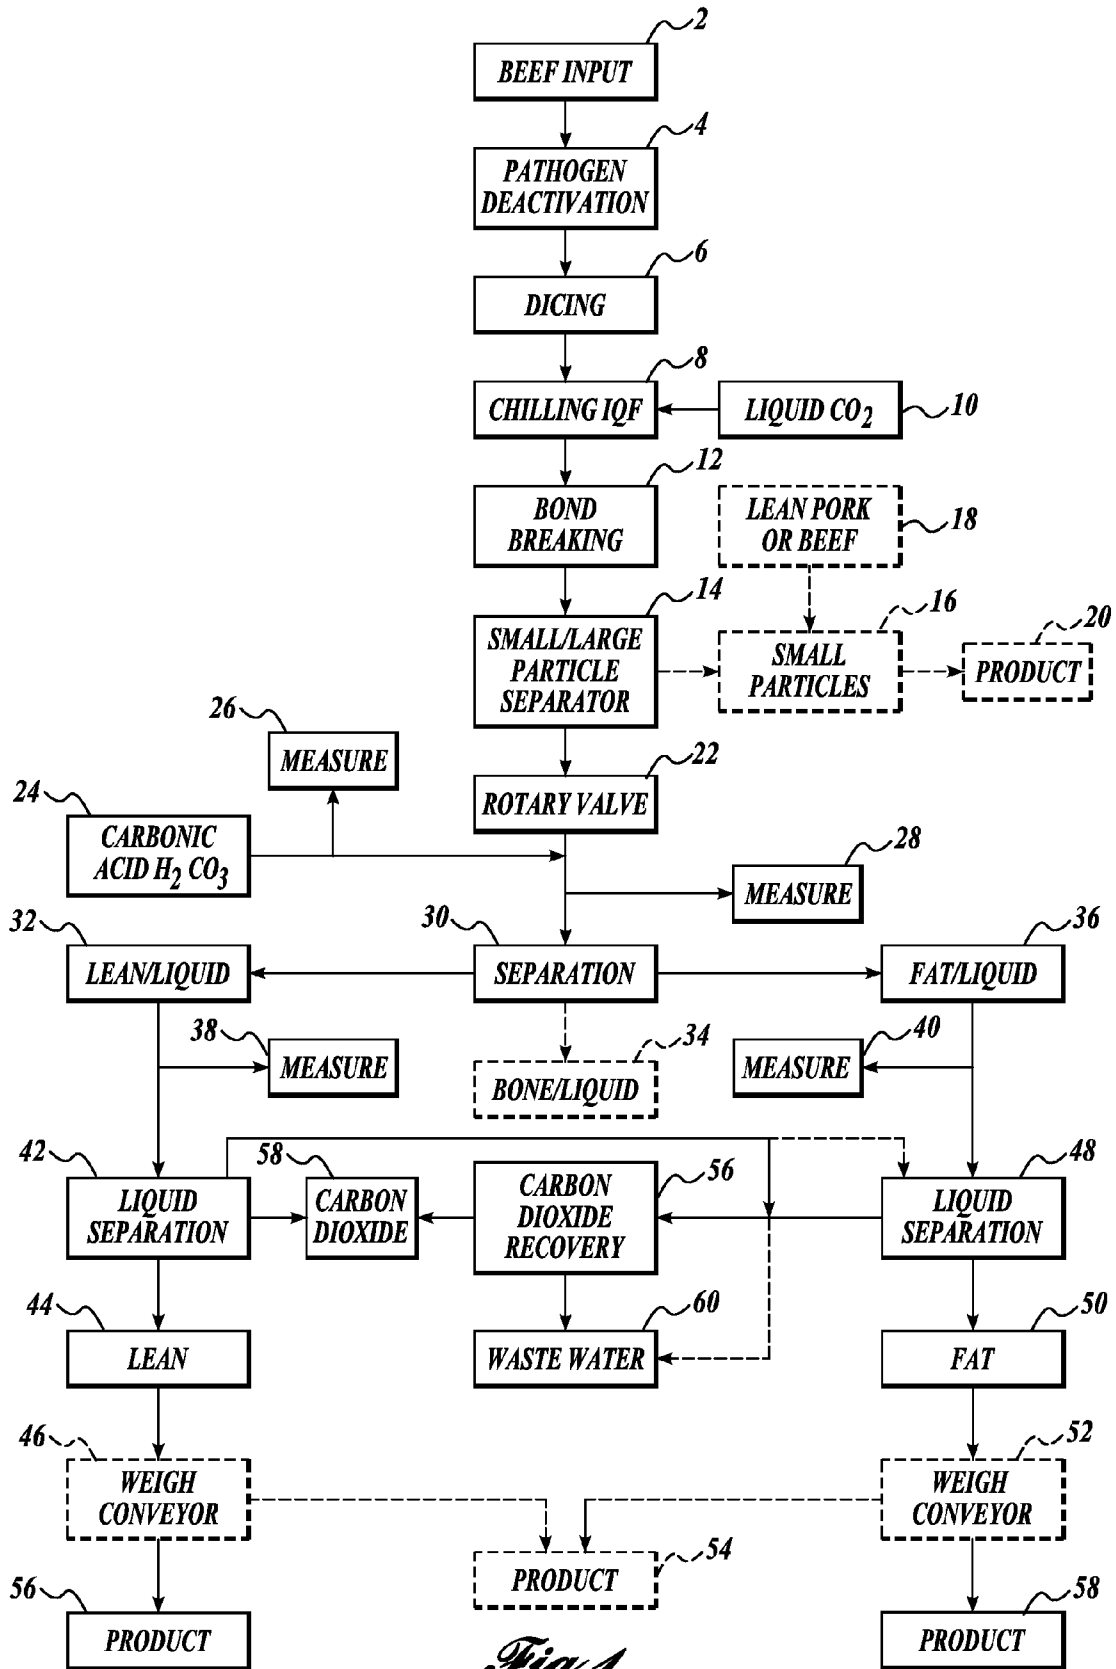 2
BEEF INPUT
4
PATHOGEN
DEACTIVATION
6
DICING
8
CHILLING IQF
LIQUID CO2
10
12
BOND
BREAKING
LEAN PORK
OR BEEF
18
14
SMALL/LARGE
PARTICLE
SEPARATOR
16
SMALL
PARTICLES
20
PRODUCT
26
MEASURE
22
ROTARY VALVE
24
CARBONIC
ACID H2 CO3
28
MEASURE
32
LEAN/LIQUID
30
SEPARATION
36
FAT/LIQUID
38
MEASURE
34
BONE/LIQUID
40
MEASURE
42
LIQUID
SEPARATION
58
CARBON
DIOXIDE
56
CARBON
DIOXIDE
RECOVERY
48
LIQUID
SEPARATION
44
LEAN
60
WASTE WATER
50
FAT
46
WEIGH
CONVEYOR
52
WEIGH
CONVEYOR
54
PRODUCT
56
PRODUCT
58
PRODUCT
Fig.1.